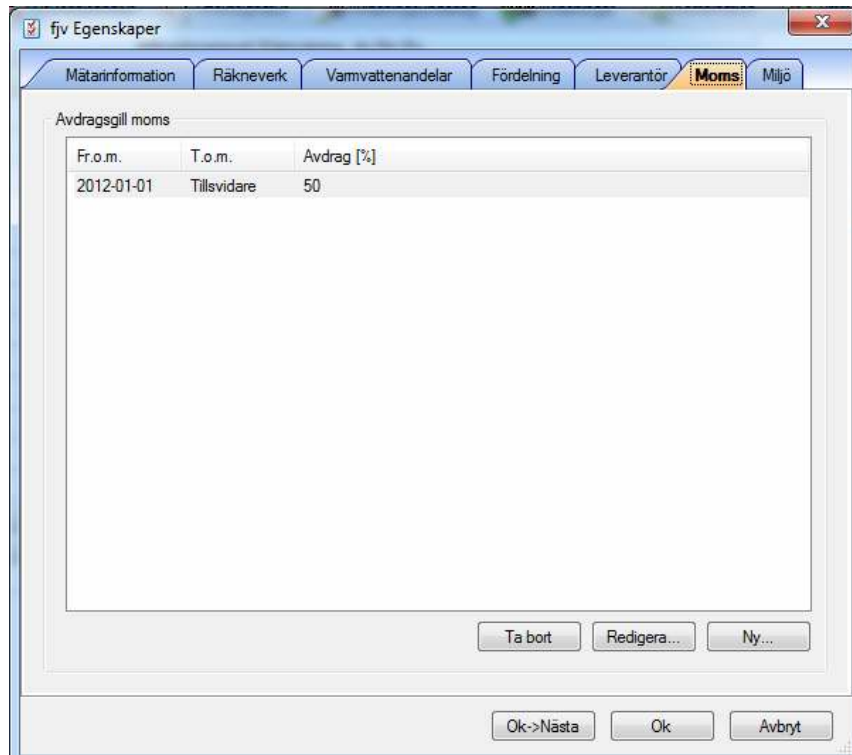 fjv Egenskaper
Mätarinformation Räkneverk Varmvattenandelar Fördelning Leverantör Moms Miljö
Avdragsgill moms
Fr.o.m. T.o.m. Avdrag [%]
2012-01-01 Tillsvidare 50
Ta bort Redigera... Ny...
Ok->Nästa Ok Avbryt